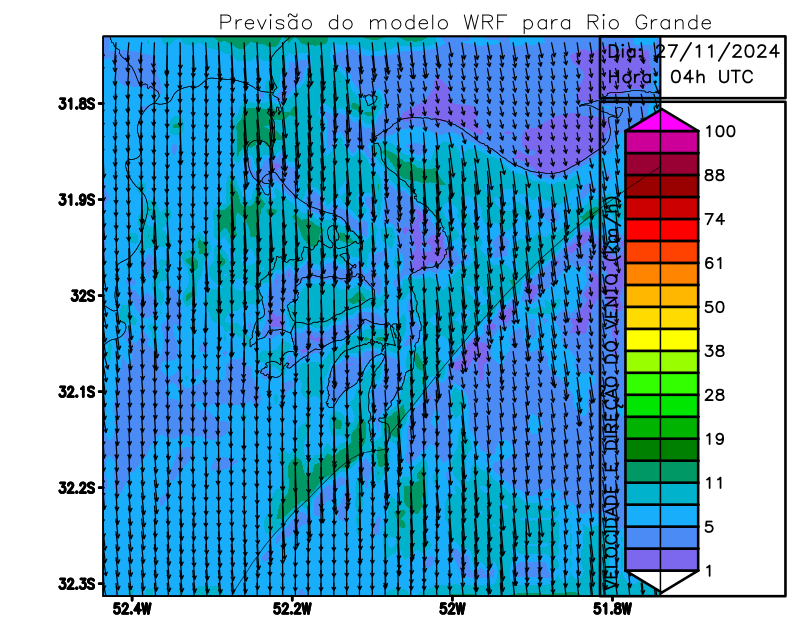 Previsão do modelo WRF para Rio Grande
Dia: 27/11/2024
Hora: 04h UTC
31.8S
31.9S
32S
32.1S
32.2S
32.3S
52.4W
52.2W
52W
51.8W
VELOCIDADE E DIREÇÃO DO VENTO (km/h)
100
88
74
61
50
38
28
19
11
5
1